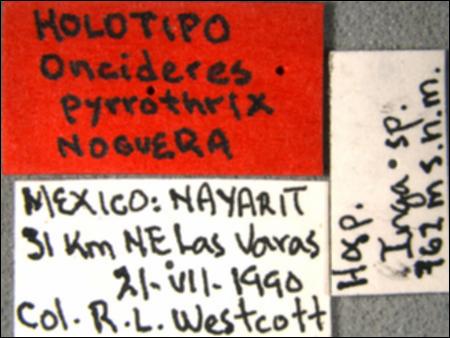 HOLOTIPO
Oncideres
pyrrothrix
NOGUERA
MEXICO: NAYARIT
31 Km NE Las Varas
21-VII-1990
Col. R. L. Westcott
Hosp.
Inga sp.
762 m s.n.m.